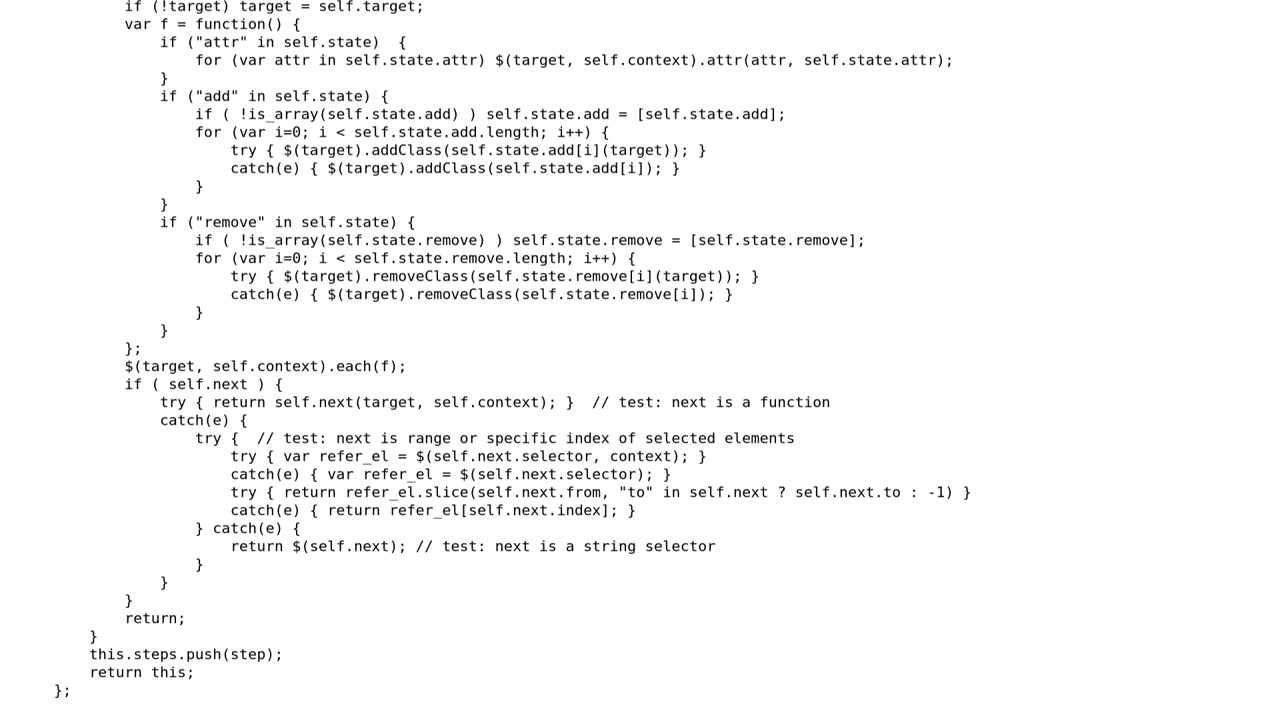 if (!target) target = self.target;
var f = function() {
if ("attr" in self.state)  {
for (var attr in self.state.attr) $(target, self.context).attr(attr, self.state.attr);
}
if ("add" in self.state) {
if ( !is_array(self.state.add) ) self.state.add = [self.state.add];
for (var i=0; i < self.state.add.length; i++) {
try { $(target).addClass(self.state.add[i](target)); }
catch(e) { $(target).addClass(self.state.add[i]); }
}
}
if ("remove" in self.state) {
if ( !is_array(self.state.remove) ) self.state.remove = [self.state.remove];
for (var i=0; i < self.state.remove.length; i++) {
try { $(target).removeClass(self.state.remove[i](target)); }
catch(e) { $(target).removeClass(self.state.remove[i]); }
}
}
};
$(target, self.context).each(f);
if ( self.next ) {
try { return self.next(target, self.context); }  // test: next is a function
catch(e) {
try {  // test: next is range or specific index of selected elements
try { var refer_el = $(self.next.selector, context); }
catch(e) { var refer_el = $(self.next.selector); }
try { return refer_el.slice(self.next.from, "to" in self.next ? self.next.to : -1) }
catch(e) { return refer_el[self.next.index]; }
} catch(e) {
return $(self.next); // test: next is a string selector
}
}
}
return;
}
this.steps.push(step);
return this;
};